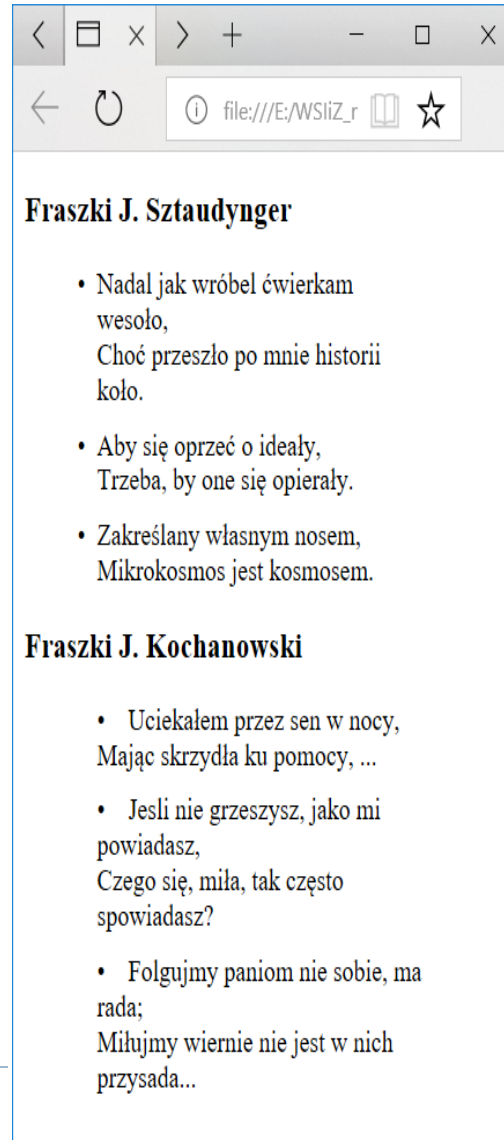 file:///E:/WSIiZ_r
Fraszki J. Sztaudynger
• Nadal jak wróbel ćwierkam
wesoło,
Choć przeszło po mnie historii
koło.
• Aby się oprzeć o ideały,
Trzeba, by one się opierały.
• Zakreślany własnym nosem,
Mikrokosmos jest kosmosem.
Fraszki J. Kochanowski
• Uciekałem przez sen w nocy,
Mając skrzydła ku pomocy, ...
• Jesli nie grzeszysz, jako mi
powiadasz,
Czego się, miła, tak często
spowiadasz?
• Folgujmy paniom nie sobie, ma
rada;
Miłujmy wiernie nie jest w nich
przysada...